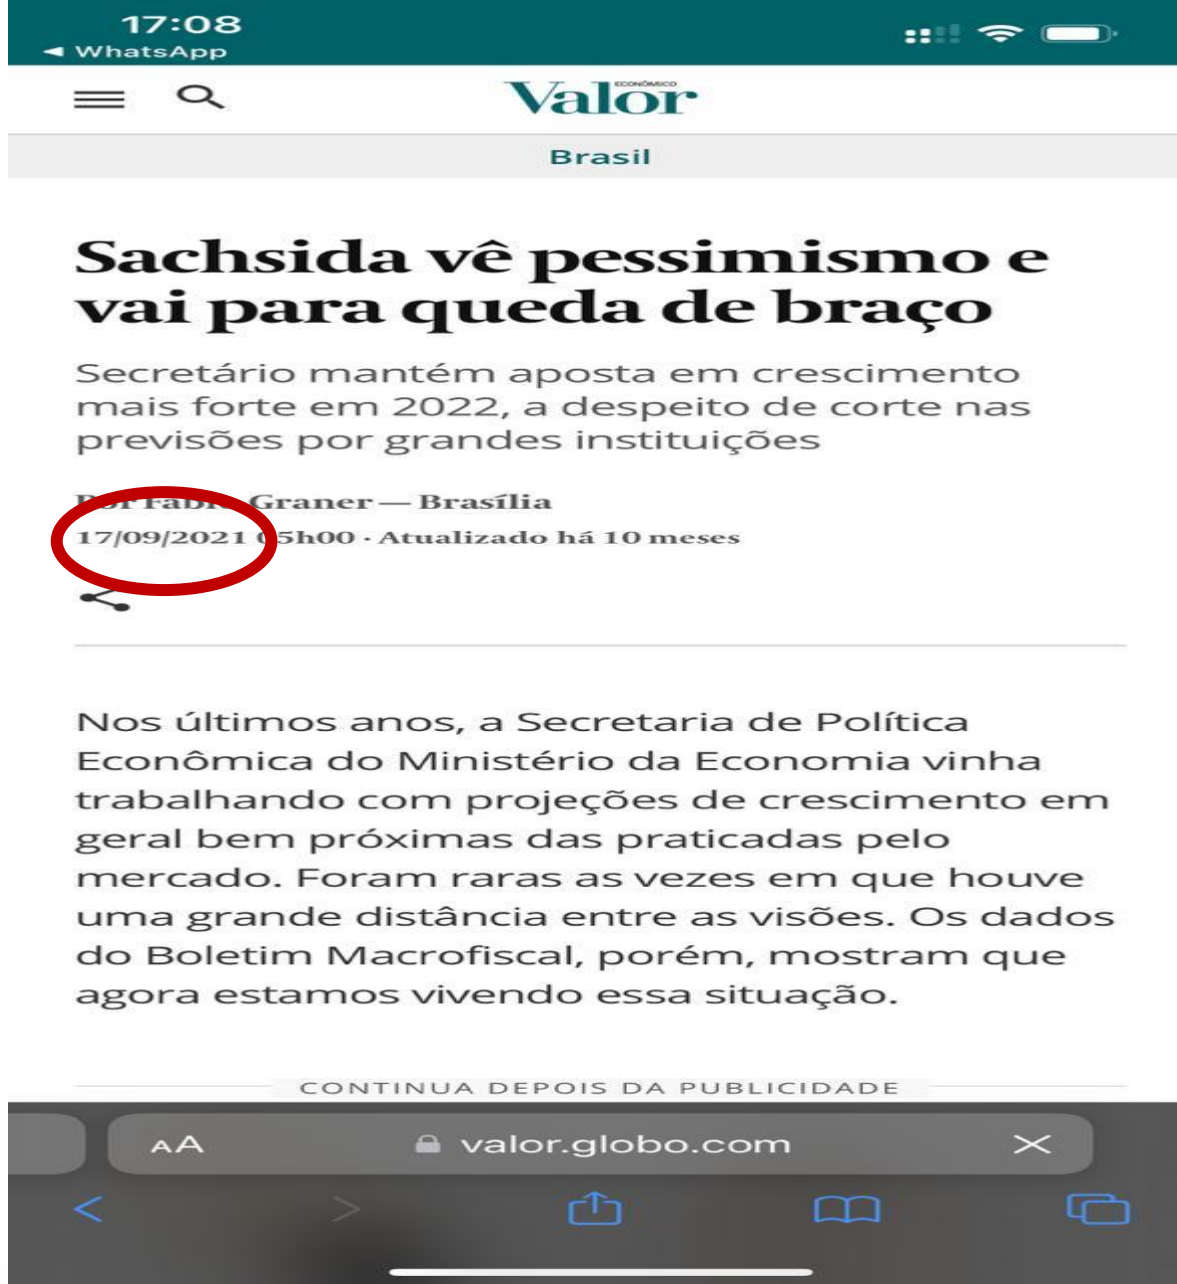 17:08
◄ WhatsApp
ECONÔMICO
Valor
Brasil
Sachsida vê pessimismo e
vai para queda de braço
Secretário mantém aposta em crescimento
mais forte em 2022, a despeito de corte nas
previsões por grandes instituições
Por Fabio Graner — Brasília
17/09/2021 05h00 · Atualizado há 10 meses
Nos últimos anos, a Secretaria de Política
Econômica do Ministério da Economia vinha
trabalhando com projeções de crescimento em
geral bem próximas das praticadas pelo
mercado. Foram raras as vezes em que houve
uma grande distância entre as visões. Os dados
do Boletim Macrofiscal, porém, mostram que
agora estamos vivendo essa situação.
CONTINUA DEPOIS DA PUBLICIDADE
AA valor.globo.com